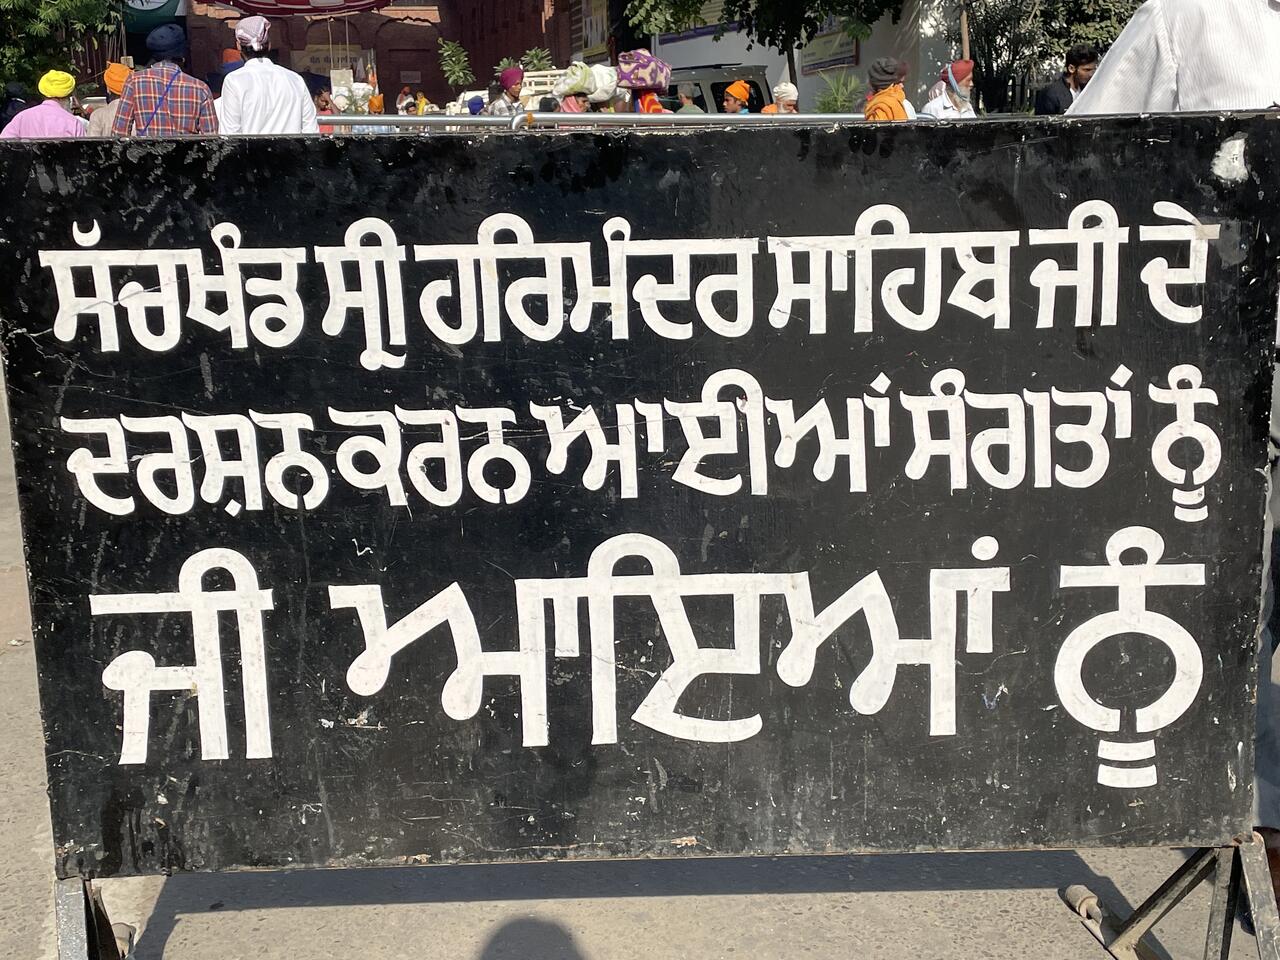 ਸੱਚਖੰਡ ਸ੍ਰੀ ਹਰਿਮੰਦਰ ਸਾਹਿਬ ਜੀ ਦੇ
ਦਰਸ਼ਨ ਕਰਨ ਆਈਆਂ ਸੰਗਤਾਂ ਨੂੰ
ਜੀ ਆਇਆਂ ਨੂੰ